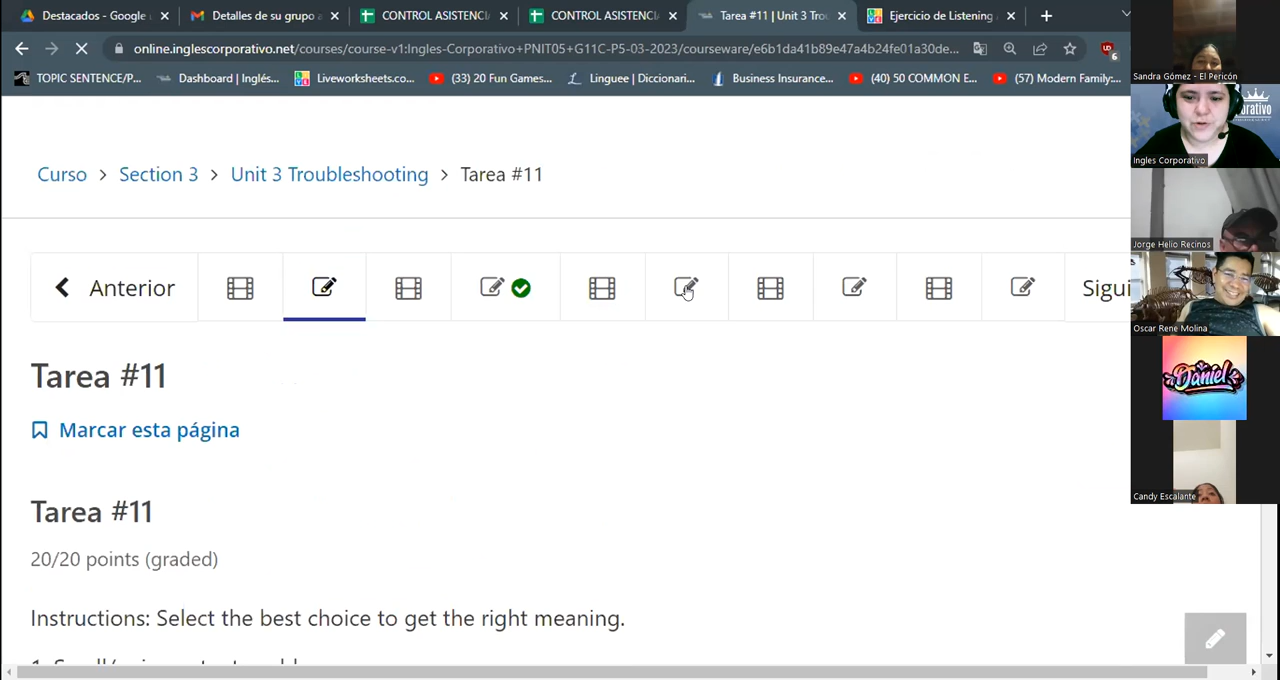 Destacados - Google
Detalles de su grupo a
CONTROL ASISTENCI
CONTROL ASISTENCI
Tarea #11 | Unit 3 Trou
Ejercicio de Listening
online.inglescorporativo.net/courses/course-v1:Ingles-Corporativo+PNIT05+G11C-P5-03-2023/courseware/e6b1da41b89e47a4b24fe01a30de...
6
TOPIC SENTENCE/P...
Dashboard | Inglés...
Liveworksheets.co...
(33) 20 Fun Games...
Linguee | Diccionari...
Business Insurance...
(40) 50 COMMON E...
(57) Modern Family:...
Sandra Gómez - El Pericón
orativo
Ingles Corporativo
Jorge Helio Recinos
Oscar Rene Molina
Daniel
Candy Escalante
Curso > Section 3 > Unit 3 Troubleshooting > Tarea #11
Anterior
Sigui
Tarea #11
Marcar esta página
Tarea #11
20/20 points (graded)
Instructions: Select the best choice to get the right meaning.